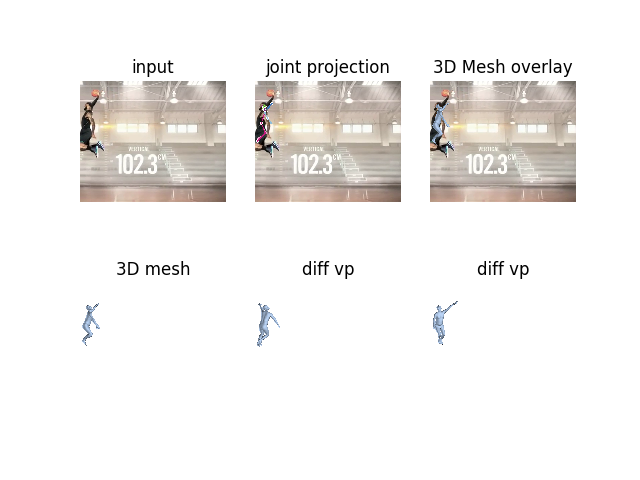 input
joint projection
3D Mesh overlay
VERTICAL
102.3CM
VERTICAL
102.3CM
VERTICAL
102.3CM
3D mesh
diff vp
diff vp